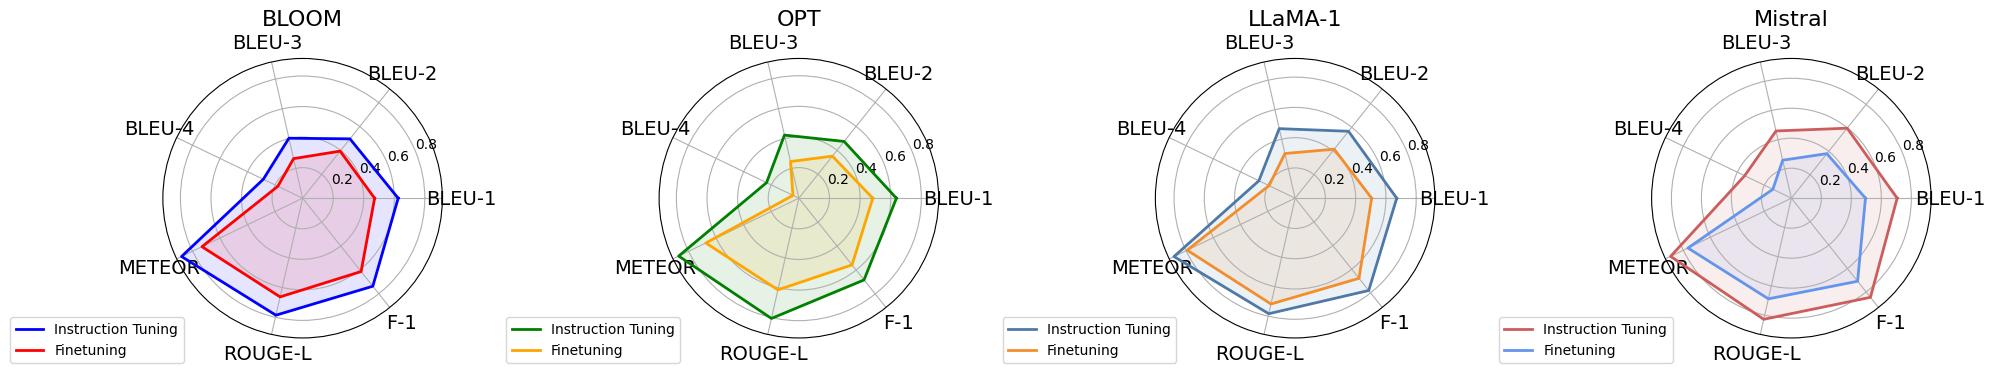 BLOOM
BLEU-3
BLEU-2
BLEU-4
0.8
0.6
0.4
0.2
BLEU-1
METEOR
F-1
ROUGE-L
Instruction Tuning
Finetuning
OPT
BLEU-3
BLEU-2
BLEU-4
0.8
0.6
0.4
0.2
BLEU-1
METEOR
F-1
ROUGE-L
Instruction Tuning
Finetuning
LLaMA-1
BLEU-3
BLEU-2
BLEU-4
0.8
0.6
0.4
0.2
BLEU-1
METEOR
F-1
ROUGE-L
Instruction Tuning
Finetuning
Mistral
BLEU-3
BLEU-2
BLEU-4
0.8
0.6
0.4
0.2
BLEU-1
METEOR
F-1
ROUGE-L
Instruction Tuning
Finetuning